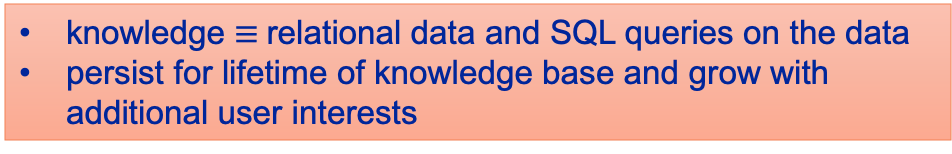 • knowledge ≡ relational data and SQL queries on the data
• persist for lifetime of knowledge base and grow with
additional user interests